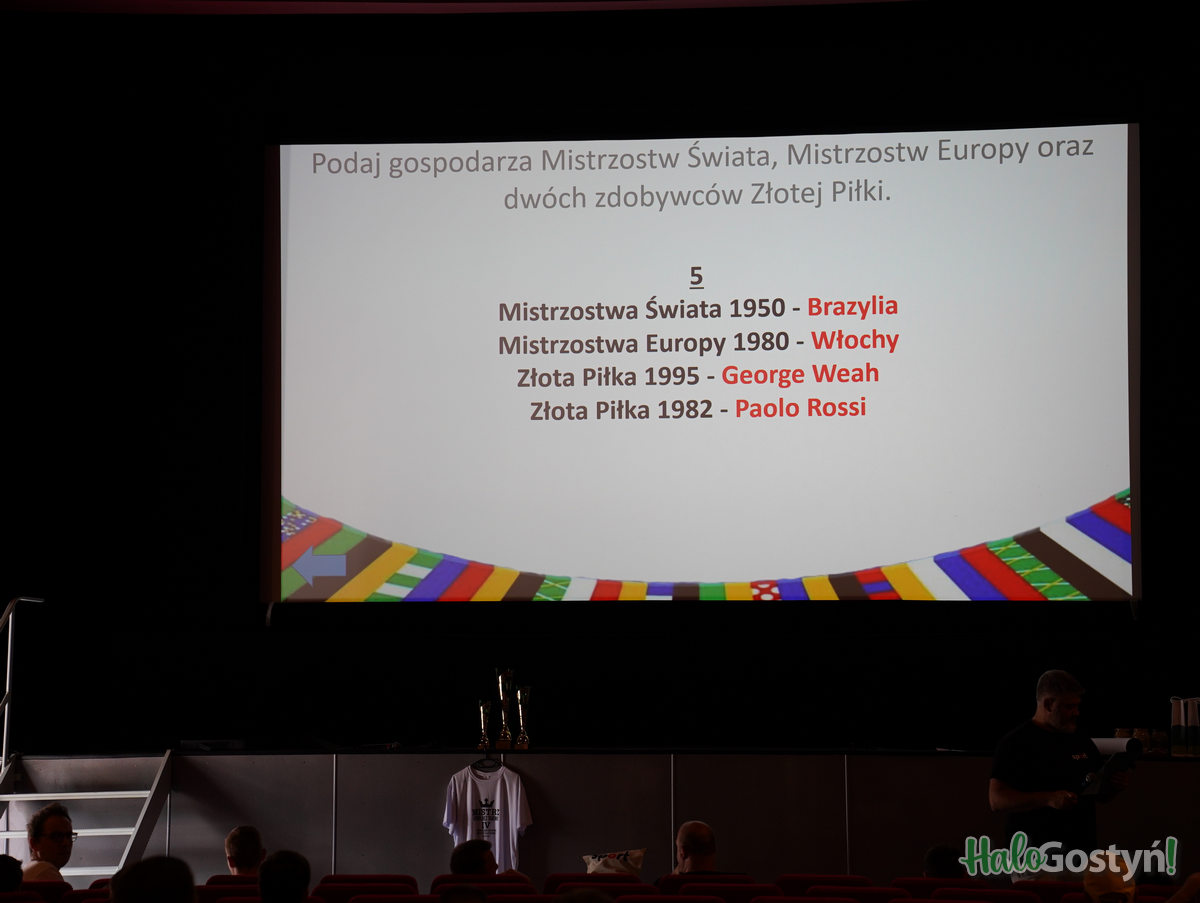 Podaj gospodarza Mistrzostw Świata, Mistrzostw Europy oraz
dwóch zdobywców Złotej Piłki.
5
Mistrzostwa Świata 1950 - Brazylia
Mistrzostwa Europy 1980 - Włochy
Złota Piłka 1995 - George Weah
Złota Piłka 1982 - Paolo Rossi
IV
HaloGostyń!